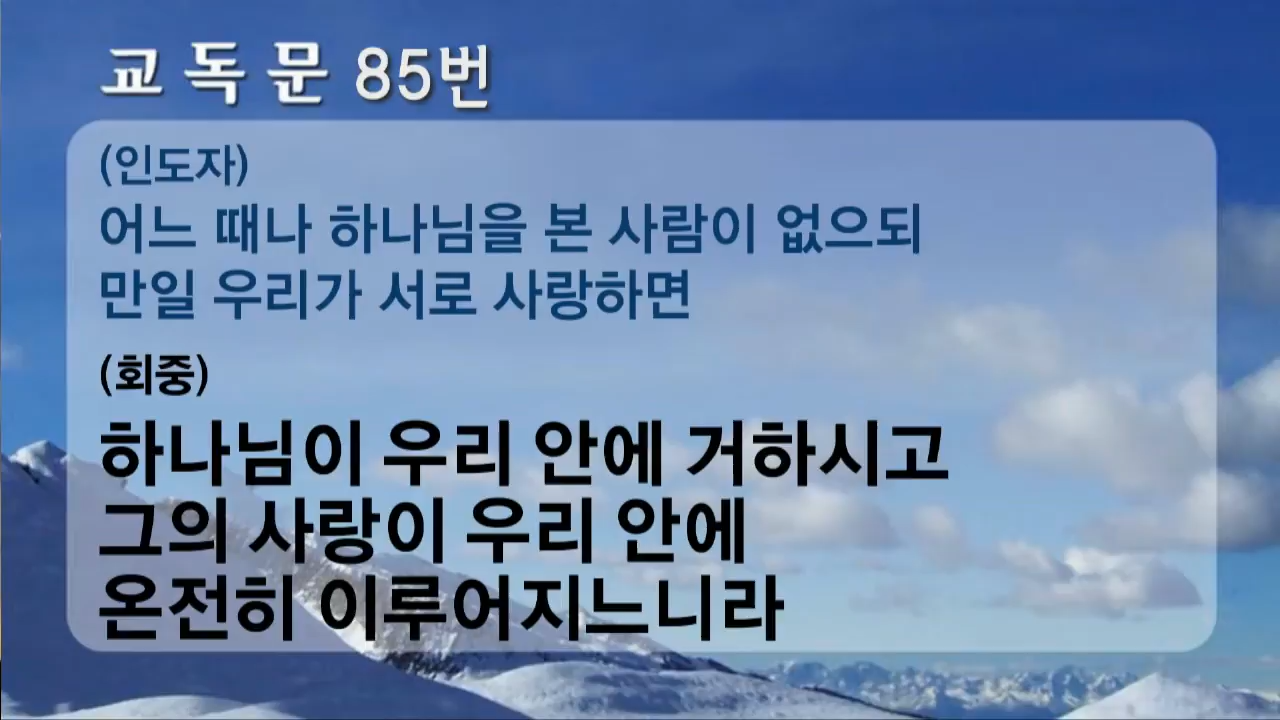 교 독 문 85번
(인도자)
어느 때나 하나님을 본 사람이 없으되
만일 우리가 서로 사랑하면
(회중)
하나님이 우리 안에 거하시고
그의 사랑이 우리 안에
온전히 이루어지느니라